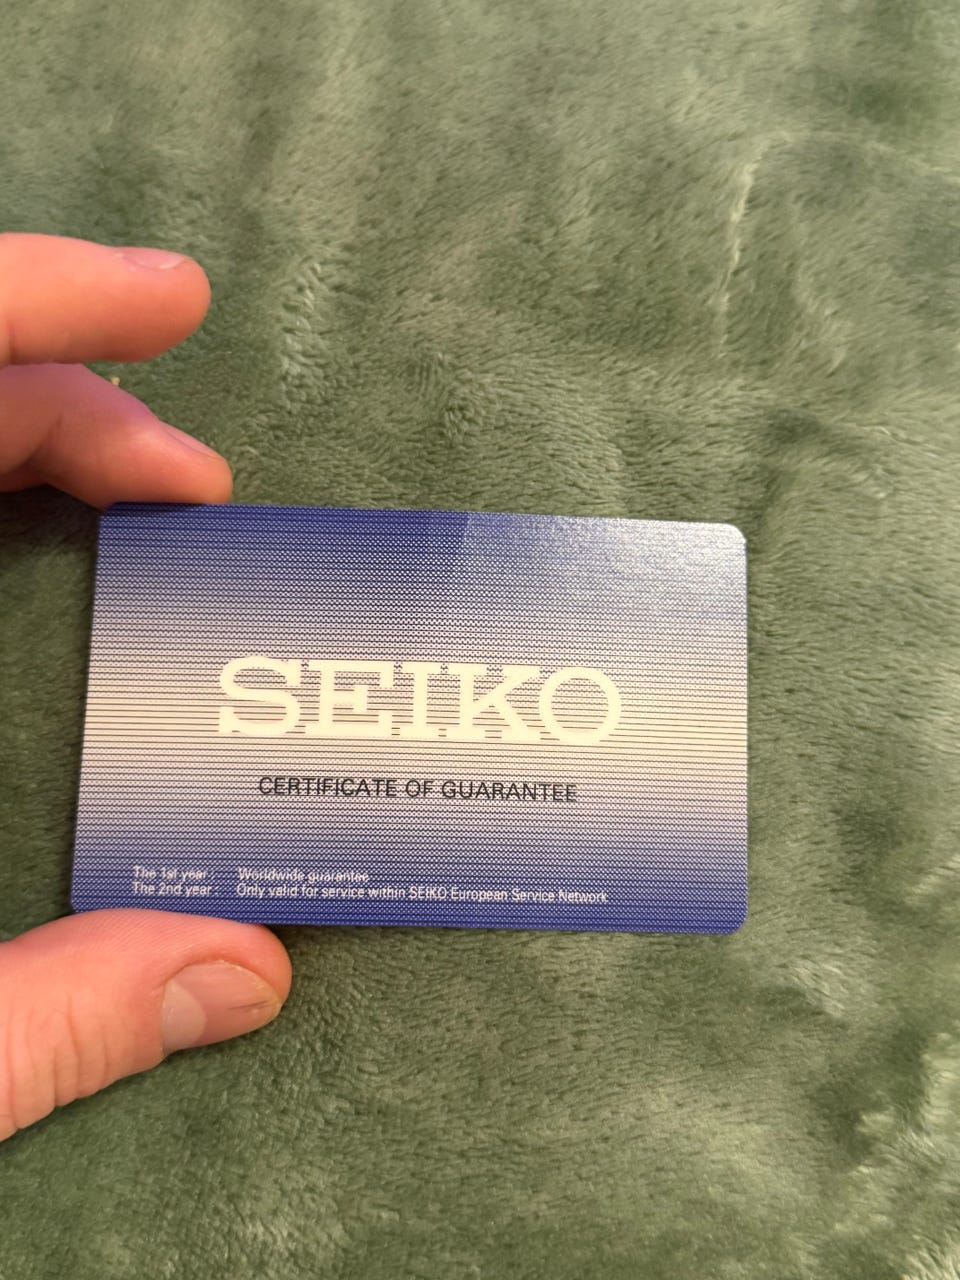 SEIKO
CERTIFICATE OF GUARANTEE
The 1st year : Worldwide guarantee
The 2nd year : Only valid for service within SEIKO European Service Network